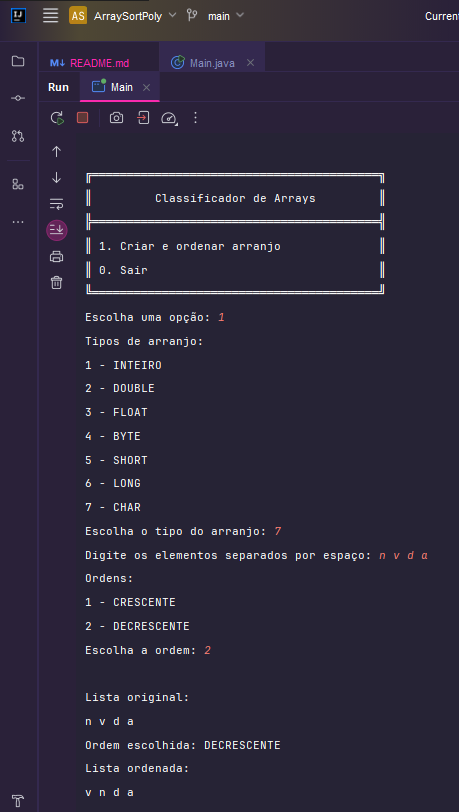 AS ArraySortPoly main Current
README.md Main.java
Run Main
Classificador de Arrays
1. Criar e ordenar arranjo
0. Sair
Escolha uma opção: 1
Tipos de arranjo:
1 - INTEIRO
2 - DOUBLE
3 - FLOAT
4 - BYTE
5 - SHORT
6 - LONG
7 - CHAR
Escolha o tipo do arranjo: 7
Digite os elementos separados por espaço: n v d a
Ordens:
1 - CRESCENTE
2 - DECRESCENTE
Escolha a ordem: 2
Lista original:
n v d a
Ordem escolhida: DECRESCENTE
Lista ordenada:
v n d a